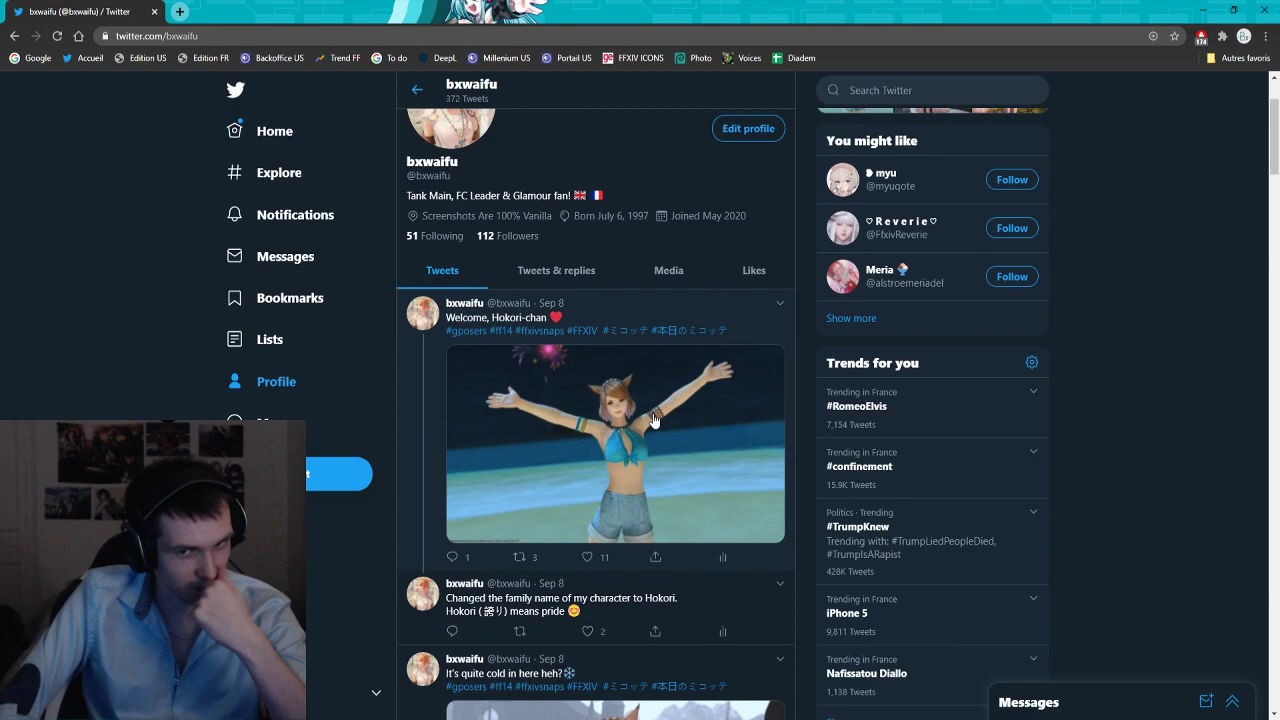 bxwaifu (@bxwaifu) / Twitter
twitter.com/bxwaifu
174
Google
Accueil
Edition US
Edition FR
Backoffice US
Trend FF
To do
DeepL
Millenium US
Portail US
FFXIV ICONS
Photo
Voices
Diadem
Autres favoris
Home
Explore
Notifications
Messages
Bookmarks
Lists
Profile
bxwaifu
372 Tweets
Edit profile
bxwaifu
@bxwaifu
Tank Main, FC Leader & Glamour fan! 🇬🇧 🇫🇷
Screenshots Are 100% Vanilla Born July 6, 1997 Joined May 2020
51 Following 112 Followers
Tweets Tweets & replies Media Likes
bxwaifu @bxwaifu · Sep 8
Welcome, Hokori-chan ❤️
#gposers #ff14 #ffxivsnaps #FFXIV #ミコッテ #本日のミコッテ
1 3 11
bxwaifu @bxwaifu · Sep 8
Changed the family name of my character to Hokori.
Hokori ( 誇り) means pride 😊
2
bxwaifu @bxwaifu · Sep 8
It's quite cold in here heh?❄️
#gposers #ff14 #ffxivsnaps #FFXIV #ミコッテ #本日のミコッテ
Search Twitter
You might like
myu
@myuqote
Follow
♡ R e v e r i e ♡
@FfxivReverie
Follow
Meria
@alstroemeriadel
Follow
Show more
Trends for you
Trending in France
#RomeoElvis
7,154 Tweets
Trending in France
#confinement
15.9K Tweets
Politics · Trending
#TrumpKnew
Trending with: #TrumpLiedPeopleDied,
#TrumpIsARapist
428K Tweets
Trending in France
iPhone 5
9,811 Tweets
Trending in France
Nafissatou Diallo
1,138 Tweets
Messages